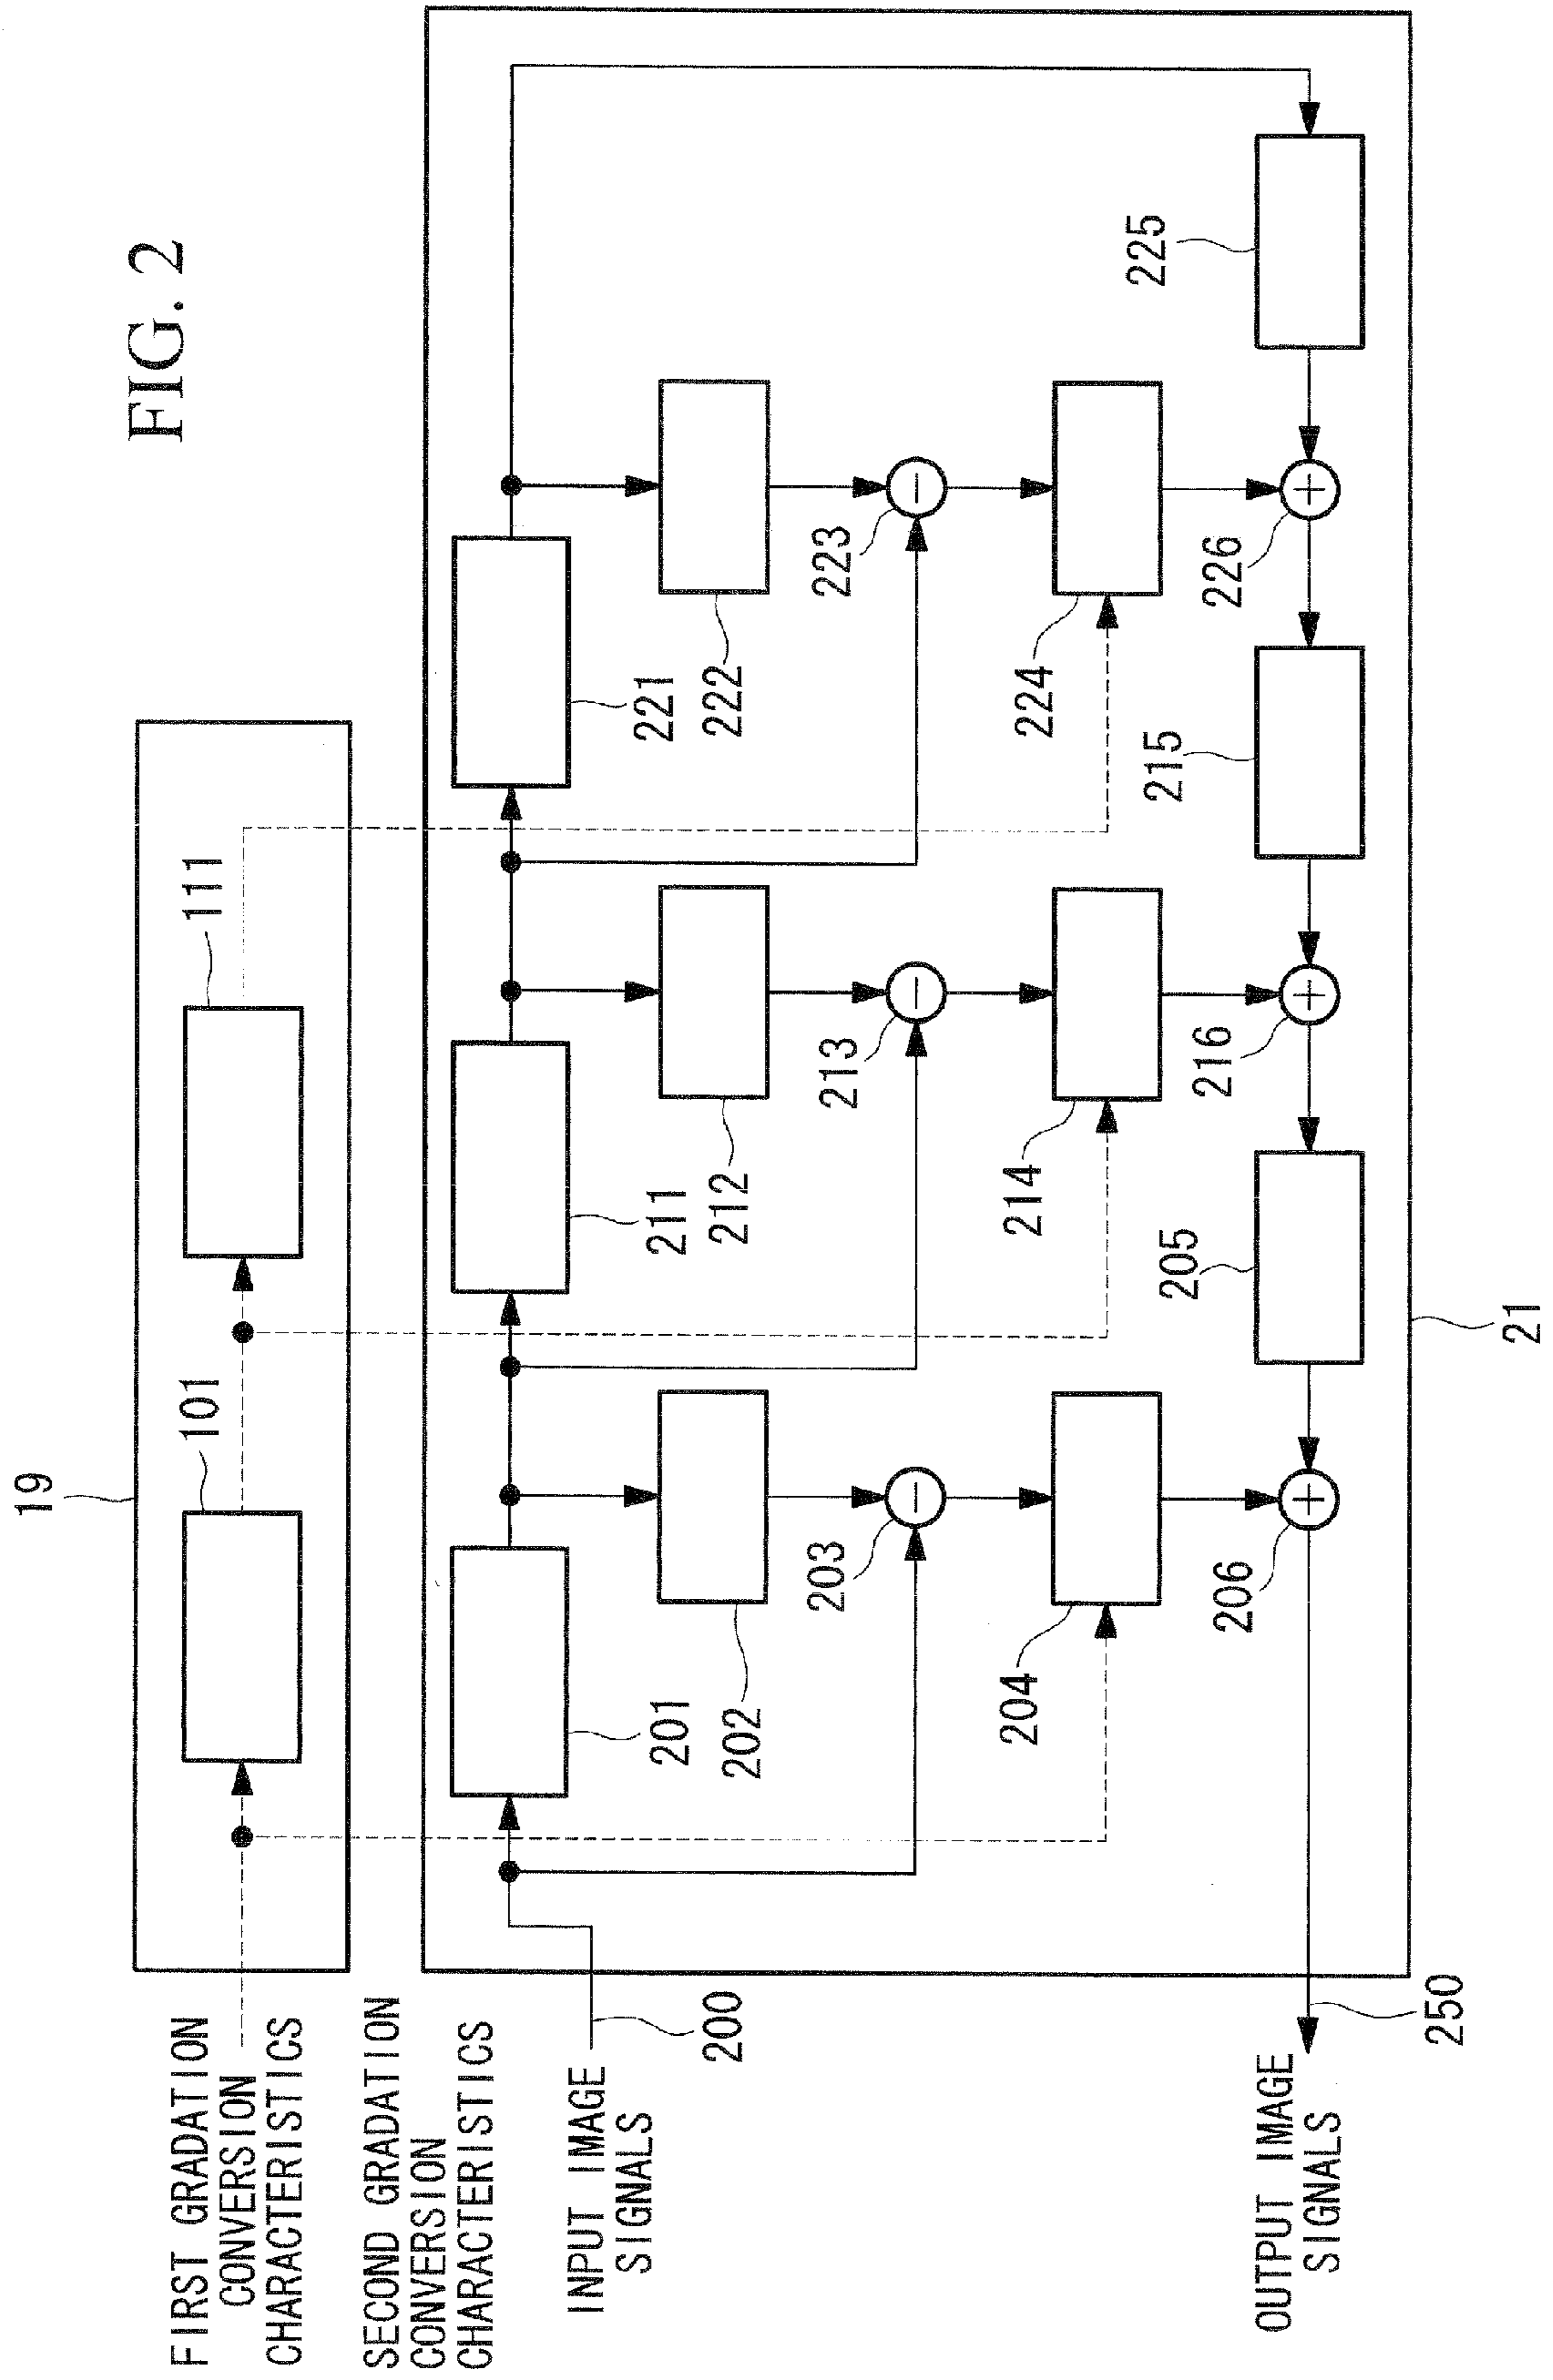 FIG. 2
19
101
111
FIRST GRADATION
CONVERSION
CHARACTERISTICS
SECOND GRADATION
CONVERSION
CHARACTERISTICS
INPUT IMAGE
SIGNALS
200
201
211
221
202
212
222
203
213
223
204
214
224
205
215
225
206
216
226
OUTPUT IMAGE
SIGNALS
250
21